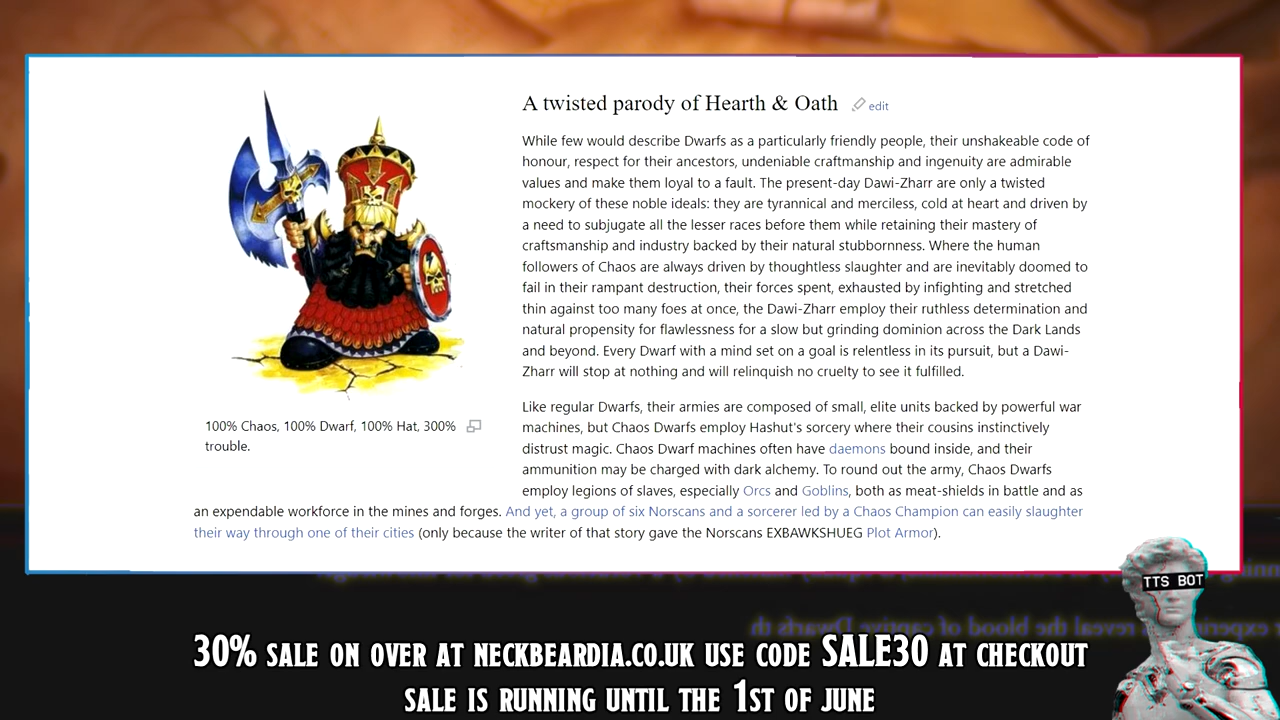 A twisted parody of Hearth & Oath edit
While few would describe Dwarfs as a particularly friendly people, their unshakeable code of
honour, respect for their ancestors, undeniable craftmanship and ingenuity are admirable
values and make them loyal to a fault. The present-day Dawi-Zharr are only a twisted
mockery of these noble ideals: they are tyrannical and merciless, cold at heart and driven by
a need to subjugate all the lesser races before them while retaining their mastery of
craftsmanship and industry backed by their natural stubbornness. Where the human
followers of Chaos are always driven by thoughtless slaughter and are inevitably doomed to
fail in their rampant destruction, their forces spent, exhausted by infighting and stretched
thin against too many foes at once, the Dawi-Zharr employ their ruthless determination and
natural propensity for flawlessness for a slow but grinding dominion across the Dark Lands
and beyond. Every Dwarf with a mind set on a goal is relentless in its pursuit, but a Dawi-
Zharr will stop at nothing and will relinquish no cruelty to see it fulfilled.
100% Chaos, 100% Dwarf, 100% Hat, 300%
trouble.
Like regular Dwarfs, their armies are composed of small, elite units backed by powerful war
machines, but Chaos Dwarfs employ Hashut's sorcery where their cousins instinctively
distrust magic. Chaos Dwarf machines often have daemons bound inside, and their
ammunition may be charged with dark alchemy. To round out the army, Chaos Dwarfs
employ legions of slaves, especially Orcs and Goblins, both as meat-shields in battle and as
an expendable workforce in the mines and forges. And yet, a group of six Norscans and a sorcerer led by a Chaos Champion can easily slaughter
their way through one of their cities (only because the writer of that story gave the Norscans EXBAWKSHUEG Plot Armor).
TTS BOT
30% SALE ON OVER AT NECKBEARDIA.CO.UK USE CODE SALE30 AT CHECKOUT
SALE IS RUNNING UNTIL THE 1ST OF JUNE